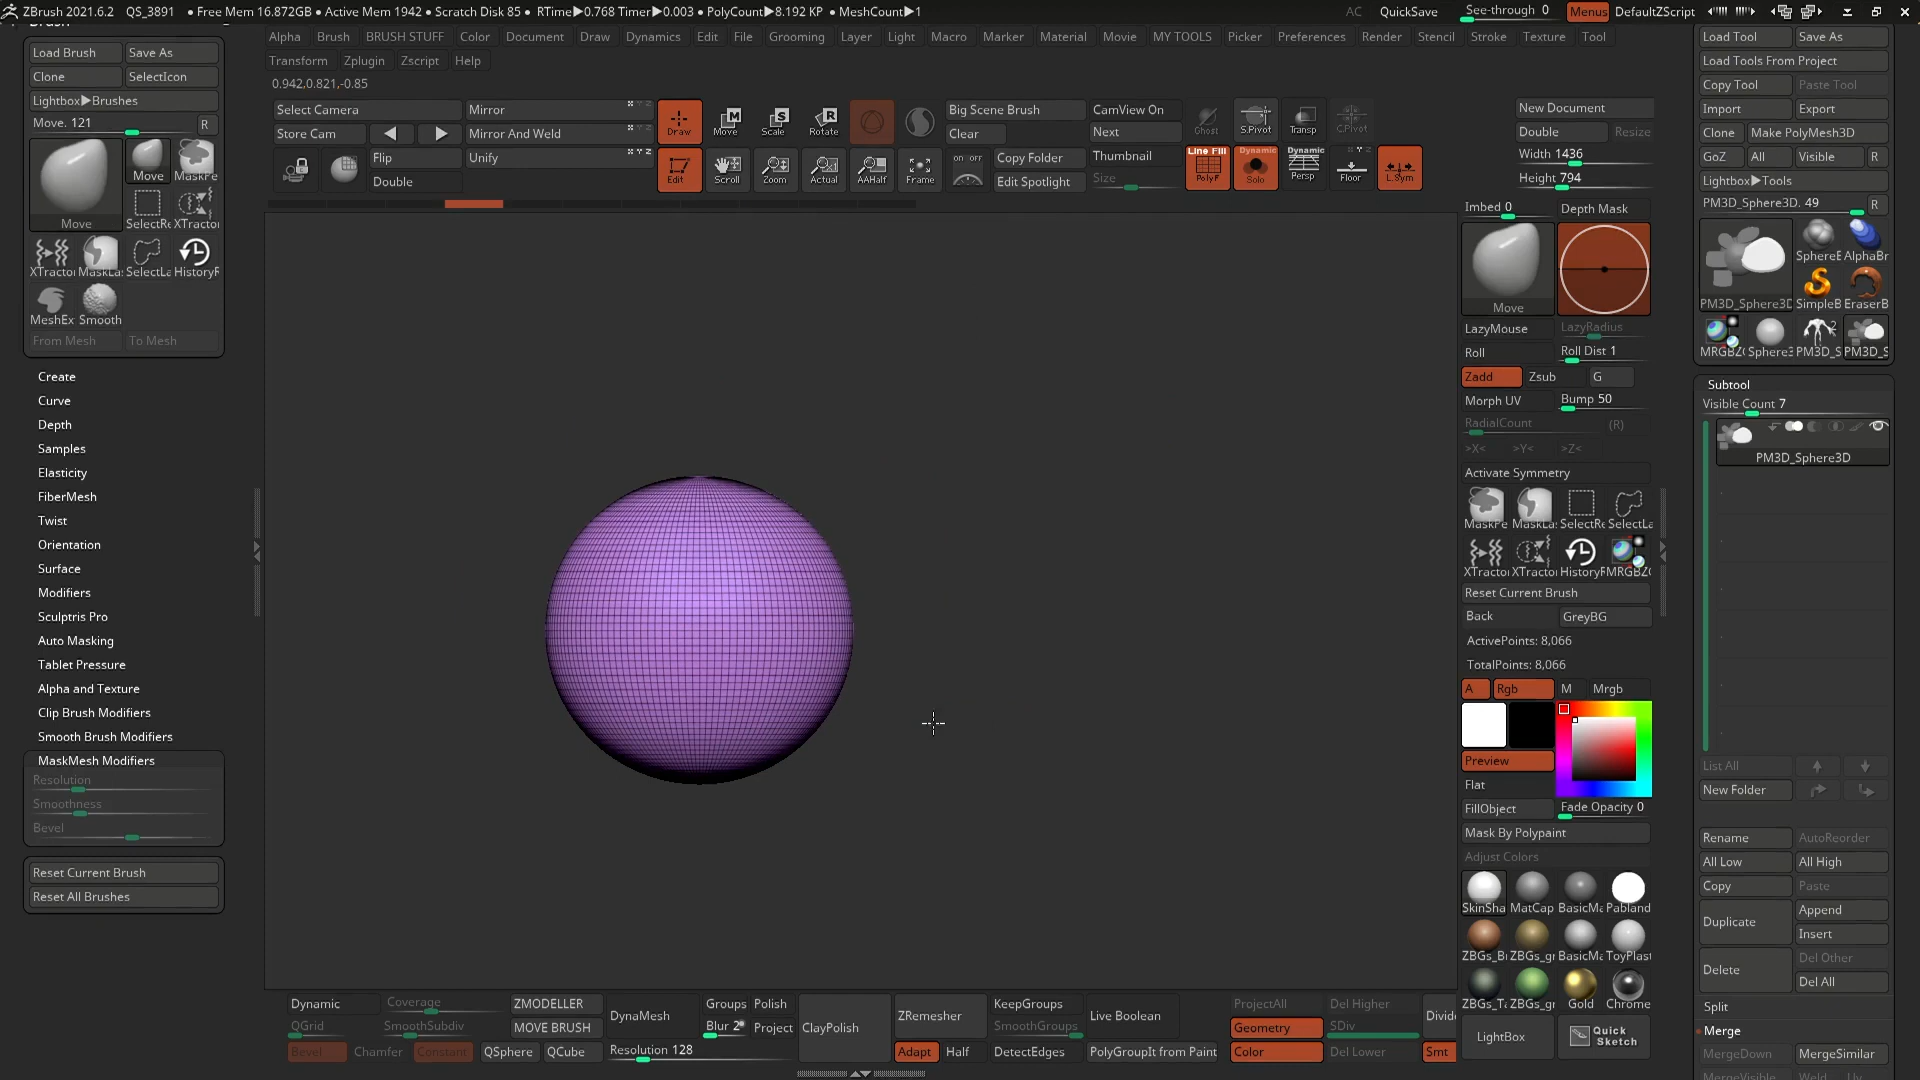 ZBrush 2021.6.2 QS_3891 • Free Mem 16.872GB • Active Mem 1942 • Scratch Disk 85 • RTime▶0.768 Timer▶0.003 • PolyCount▶8.192 KP • MeshCount▶1 AC QuickSave See-through 0 Menus DefaultZScript
Alpha Brush BRUSH STUFF Color Document Draw Dynamics Edit File Grooming Layer Light Macro Marker Material Movie MY TOOLS Picker Preferences Render Stencil Stroke Texture Tool
Transform Zplugin Zscript Help
0.942,0.821,-0.85
Load Brush Save As
Clone SelectIcon
Lightbox▶Brushes
Move. 121 R
Move MaskPe
Move SelectRe XTractor
XTractor MaskLa SelectLa HistoryR
MeshEx Smooth
From Mesh To Mesh
Create
Curve
Depth
Samples
Elasticity
FiberMesh
Twist
Orientation
Surface
Modifiers
Sculptris Pro
Auto Masking
Tablet Pressure
Alpha and Texture
Clip Brush Modifiers
Smooth Brush Modifiers
MaskMesh Modifiers
Resolution
Smoothness
Bevel
Reset Current Brush
Reset All Brushes
Select Camera Mirror
Store Cam Mirror And Weld
Flip Unify
Double
Draw Move Scale Rotate
Edit Scroll Zoom Actual AAHalf Frame
Big Scene Brush CamView On
Clear Next
ON OFF Copy Folder Thumbnail
Edit Spotlight Size
Ghost S.Pivot Transp C.Pivot
Line Fill PolyF Dynamic Solo Dynamic Persp Floor L.Sym
New Document
Double Resize
Width 1436
Height 794
Imbed 0 Depth Mask
Move
LazyMouse LazyRadius
Roll Roll Dist 1
Zadd Zsub G
Morph UV Bump 50
RadialCount (R)
>X< >Y< >Z<
Activate Symmetry
MaskPe MaskLa SelectRe SelectLa
XTractor XTractor HistoryR MRGBZ
Reset Current Brush
Back GreyBG
ActivePoints: 8,066
TotalPoints: 8,066
A Rgb M Mrgb
Preview
Flat
FillObject Fade Opacity 0
Mask By Polypaint
Adjust Colors
SkinSha MatCap BasicMa Pabland
ZBGs_Br ZBGs_gr BasicMa ToyPlast
ZBGs_Ta ZBGs_gr Gold Chrome
LightBox Quick Sketch
Load Tool Save As
Load Tools From Project
Copy Tool Paste Tool
Import Export
Clone Make PolyMesh3D
GoZ All Visible R
Lightbox▶Tools
PM3D_Sphere3D. 49 R
SphereB AlphaBr
PM3D_Sphere3D SimpleB EraserB
2
MRGBZ Sphere3 PM3D_S PM3D_S
Subtool
Visible Count 7
PM3D_Sphere3D
List All
New Folder
Rename AutoReorder
All Low All High
Copy Paste
Duplicate Append
Insert
Delete Del Other
Del All
Split
Merge
MergeDown MergeSimilar
MergeVisible Weld Uv
Dynamic Coverage ZMODELLER DynaMesh Groups Polish ClayPolish ZRemesher KeepGroups Live Boolean ProjectAll Del Higher Divide
QGrid SmoothSubdiv MOVE BRUSH Blur 2 Project SmoothGroups Geometry SDiv
Bevel Chamfer Constant QSphere QCube Resolution 128 Adapt Half DetectEdges PolyGroupIt from Paint Color Del Lower Smt